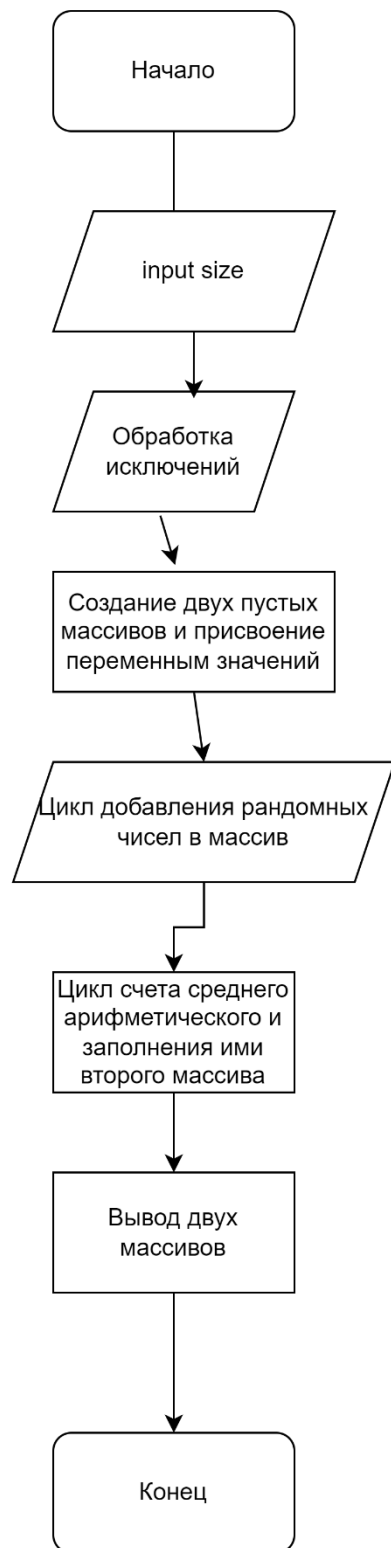 Начало
input size
Обработка
исключений
Создание двух пустых
массивов и присвоение
переменным значений
Цикл добавления рандомных
чисел в массив
Цикл счета среднего
арифметического и
заполнения ими
второго массива
Вывод двух
массивов
Конец